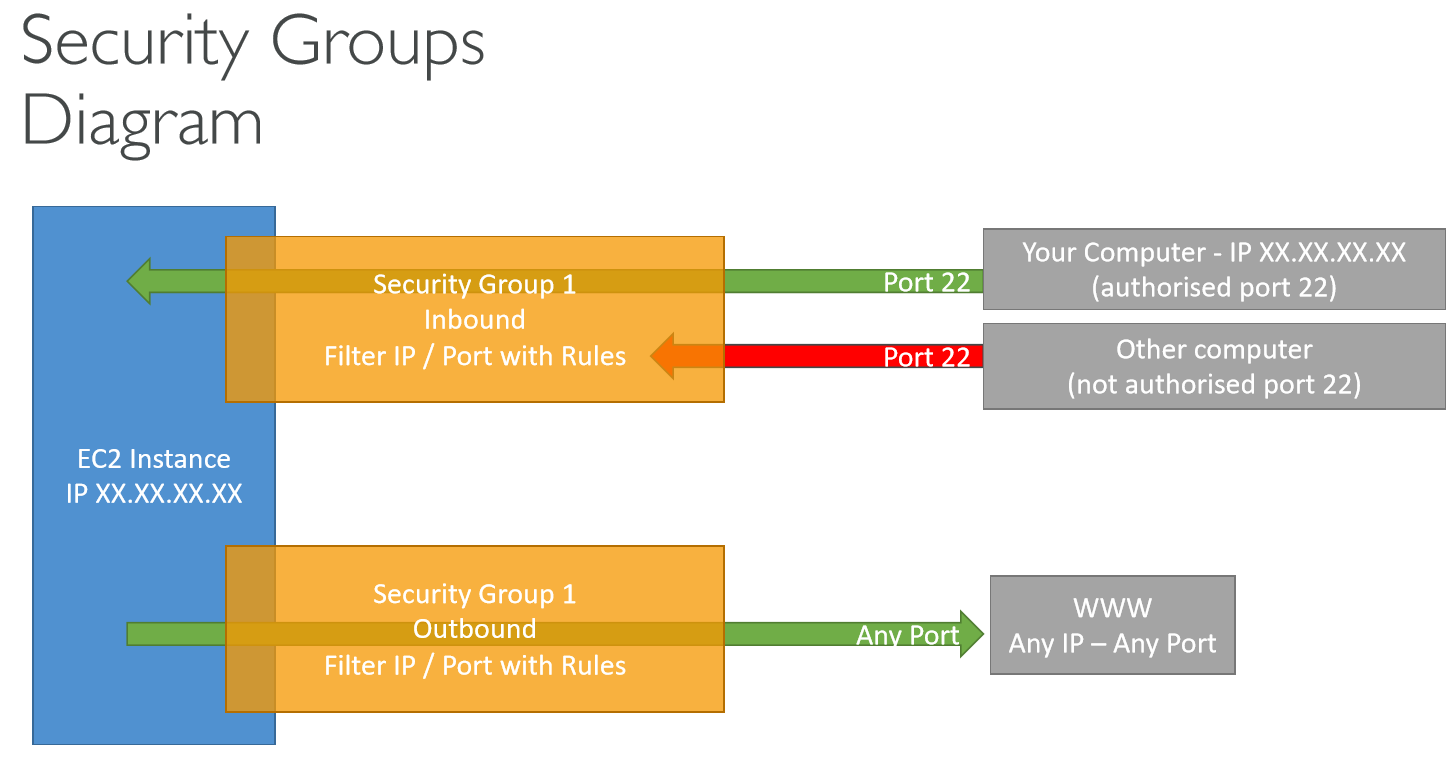 Security Groups
Diagram
Security Group 1
Inbound
Filter IP / Port with Rules
Port 22
Your Computer - IP XX.XX.XX.XX
(authorised port 22)
Port 22
Other computer
(not authorised port 22)
EC2 Instance
IP XX.XX.XX.XX
Security Group 1
Outbound
Filter IP / Port with Rules
Any Port
WWW
Any IP – Any Port